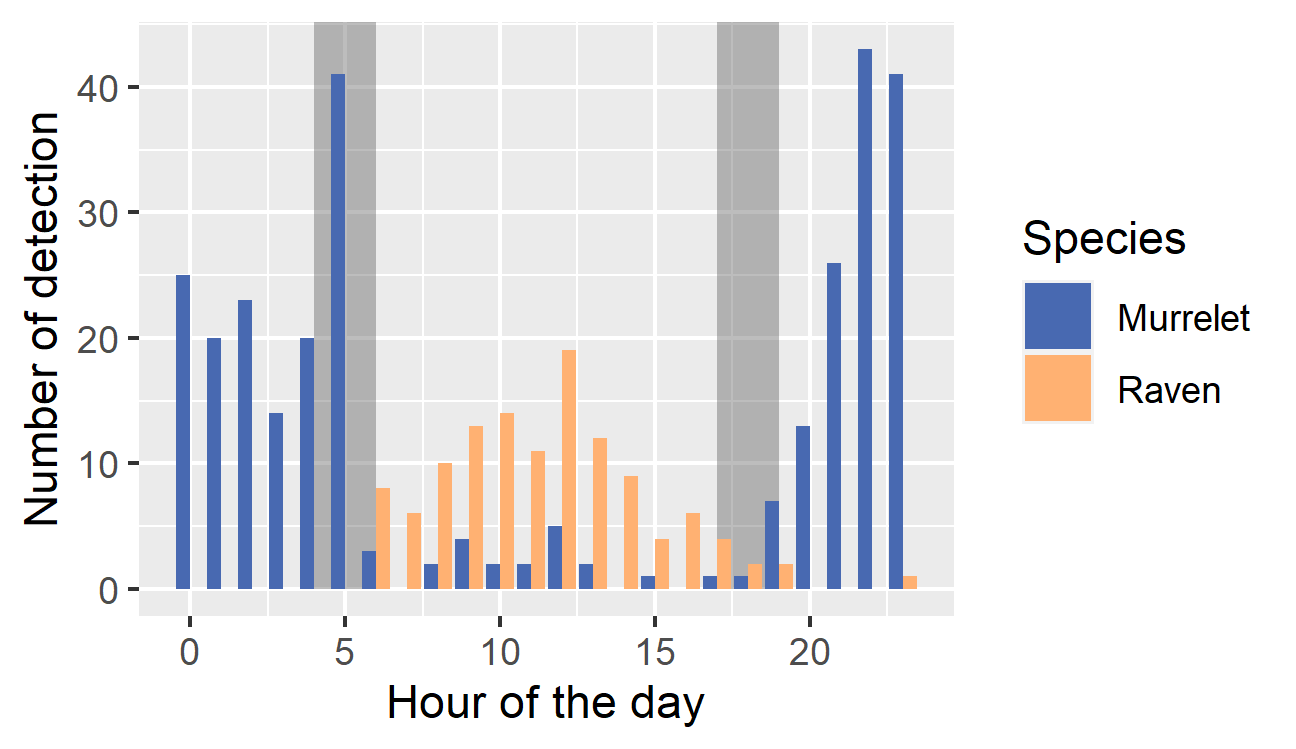 Number of detection
40
30
20
10
0
0 5 10 15 20
Hour of the day
Species
Murrelet
Raven